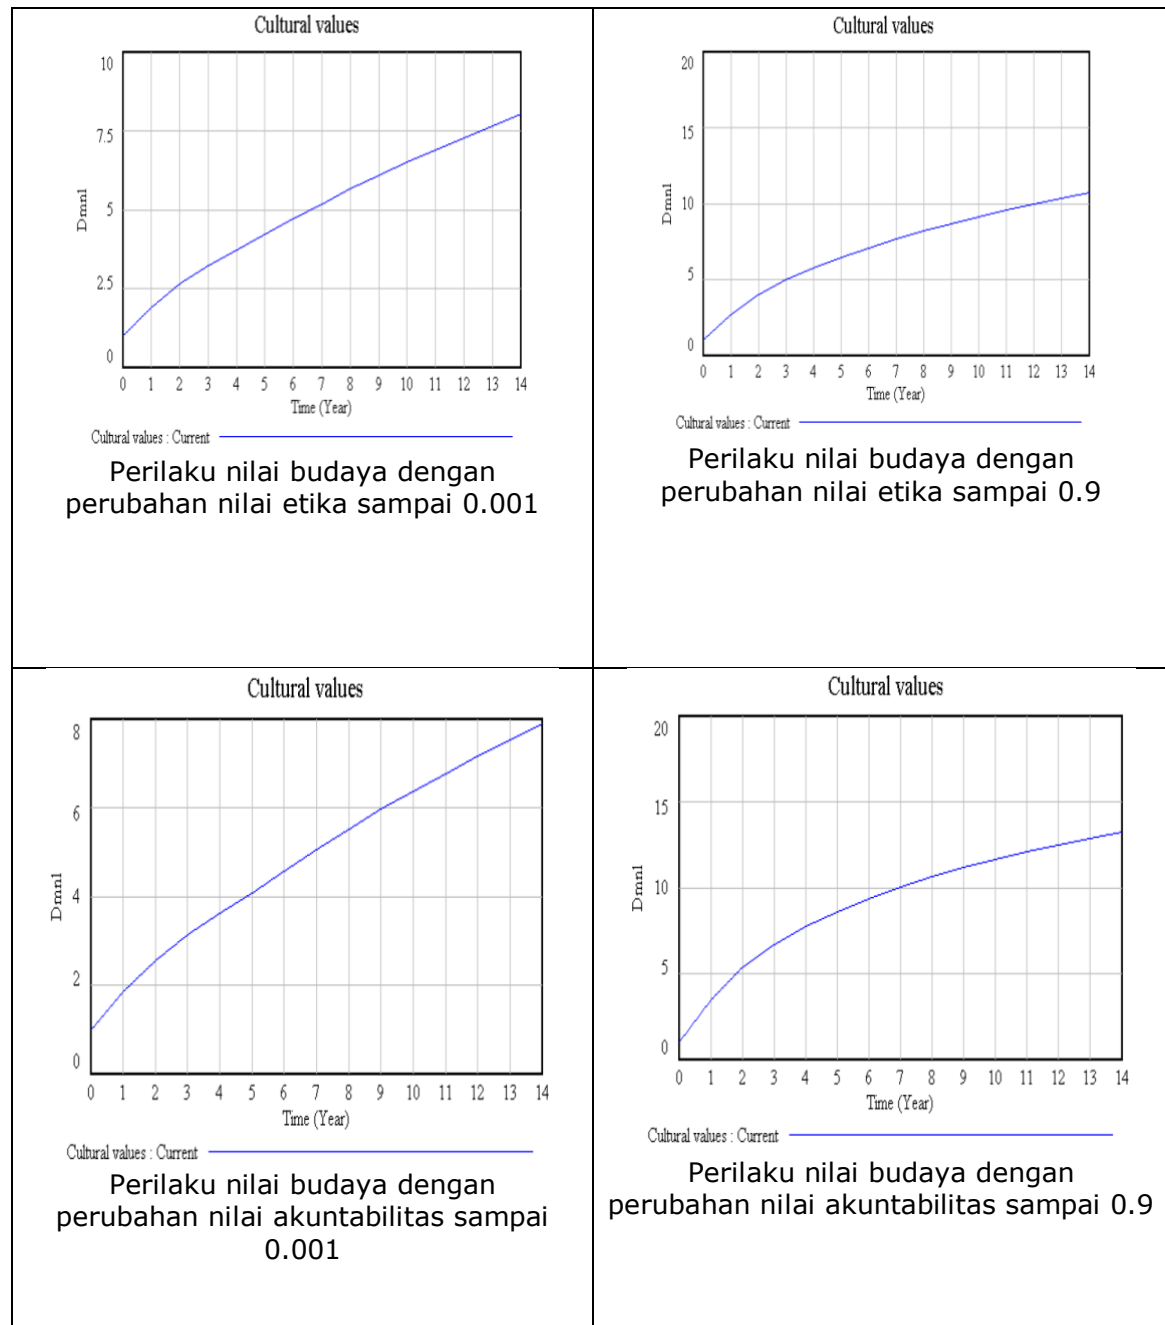 Cultural values
10
7.5
5
2.5
0
Dmnl
0 1 2 3 4 5 6 7 8 9 10 11 12 13 14
Time (Year)
Cultural values : Current
Perilaku nilai budaya dengan
perubahan nilai etika sampai 0.001
Cultural values
20
15
10
5
0
Dmnl
0 1 2 3 4 5 6 7 8 9 10 11 12 13 14
Time (Year)
Cultural values : Current
Perilaku nilai budaya dengan
perubahan nilai etika sampai 0.9
Cultural values
8
6
4
2
0
Dmnl
0 1 2 3 4 5 6 7 8 9 10 11 12 13 14
Time (Year)
Cultural values : Current
Perilaku nilai budaya dengan
perubahan nilai akuntabilitas sampai
0.001
Cultural values
20
15
10
5
0
Dmnl
0 1 2 3 4 5 6 7 8 9 10 11 12 13 14
Time (Year)
Cultural values : Current
Perilaku nilai budaya dengan
perubahan nilai akuntabilitas sampai 0.9